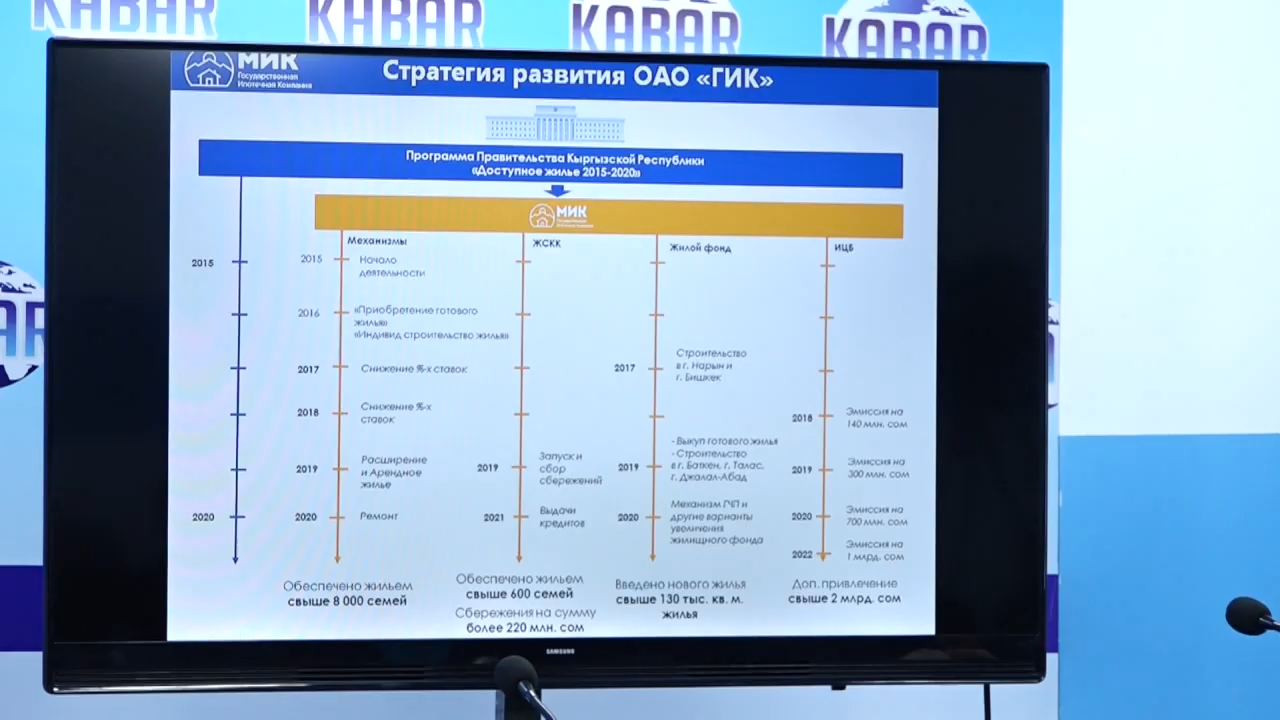 KABAR
KABAR
KABAR
KABAR
МИК
Государственная
Ипотечная Компания
Стратегия развития ОАО «ГИК»
Программа Правительства Кыргызской Республики
«Доступное жилье 2015-2020»
МИК
2015
2020
Механизмы
2015
Начало
деятельности
2016
«Приобретение готового
жилья»
«Индивид строительство жилья»
2017
Снижение %-х ставок
2018
Снижение %-х
ставок
2019
Расширение
и Арендное
жилье
2020
Ремонт
Обеспечено жильем
свыше 8 000 семей
ЖСКК
2019
Запуск и
сбор
сбережений
2021
Выдачи
кредитов
Обеспечено жильем
свыше 600 семей
Сбережения на сумму
более 220 млн. сом
Жилой фонд
2017
Строительство
в г. Нарын и
г. Бишкек
2019
- Выкуп готового жилья
- Строительство
в г. Баткен, г. Талас,
г. Джалал-Абад
2020
Механизм ГЧП и
другие варианты
увеличения
жилищного фонда
Введено нового жилья
свыше 130 тыс. кв. м.
жилья
ИЦБ
2018
Эмиссия на
140 млн. сом
2019
Эмиссия на
300 млн. сом
2020
Эмиссия на
700 млн. сом
2022
Эмиссия на
1 млрд. сом
Доп. привлечение
свыше 2 млрд. сом
SAMSUNG